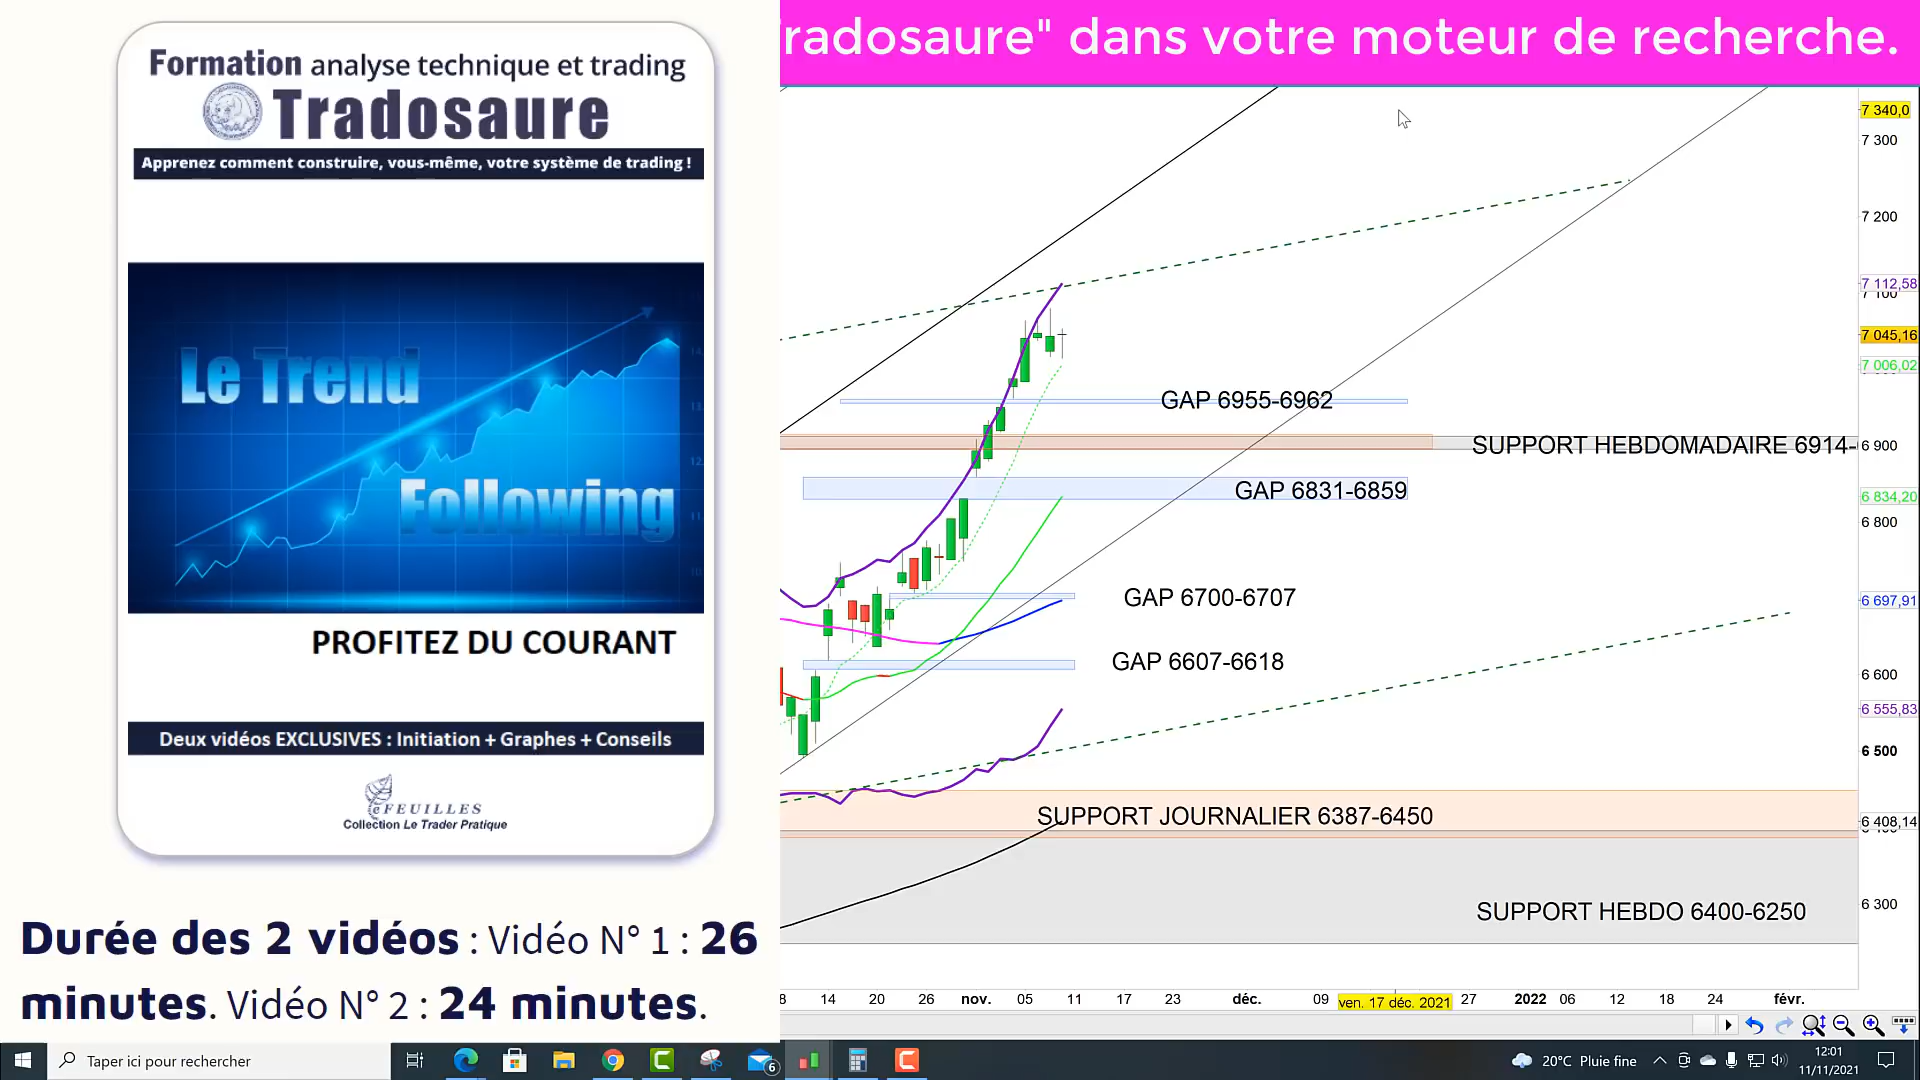 radosaure" dans votre moteur de recherche.
Formation analyse technique et trading
Tradosaure
Apprenez comment construire, vous-même, votre système de trading !
Le Trend
Following
PROFITEZ DU COURANT
Deux vidéos EXCLUSIVES : Initiation + Graphes + Conseils
eFEUILLES
Collection Le Trader Pratique
Durée des 2 vidéos : Vidéo N° 1 : 26
minutes. Vidéo N° 2 : 24 minutes.
7 340,0
7 300
7 200
7 112,58
7 100
7 045,16
7 006,02
GAP 6955-6962
SUPPORT HEBDOMADAIRE 6914-
6 900
GAP 6831-6859
6 834,20
6 800
GAP 6700-6707
6 697,91
GAP 6607-6618
6 600
6 555,83
6 500
SUPPORT JOURNALIER 6387-6450
6 408,14
SUPPORT HEBDO 6400-6250
6 300
8 14 20 26 nov. 05 11 17 23 déc. 09 ven. 17 déc. 2021 27 2022 06 12 18 24 févr.
Taper ici pour rechercher
6
20°C Pluie fine
12:01
11/11/2021